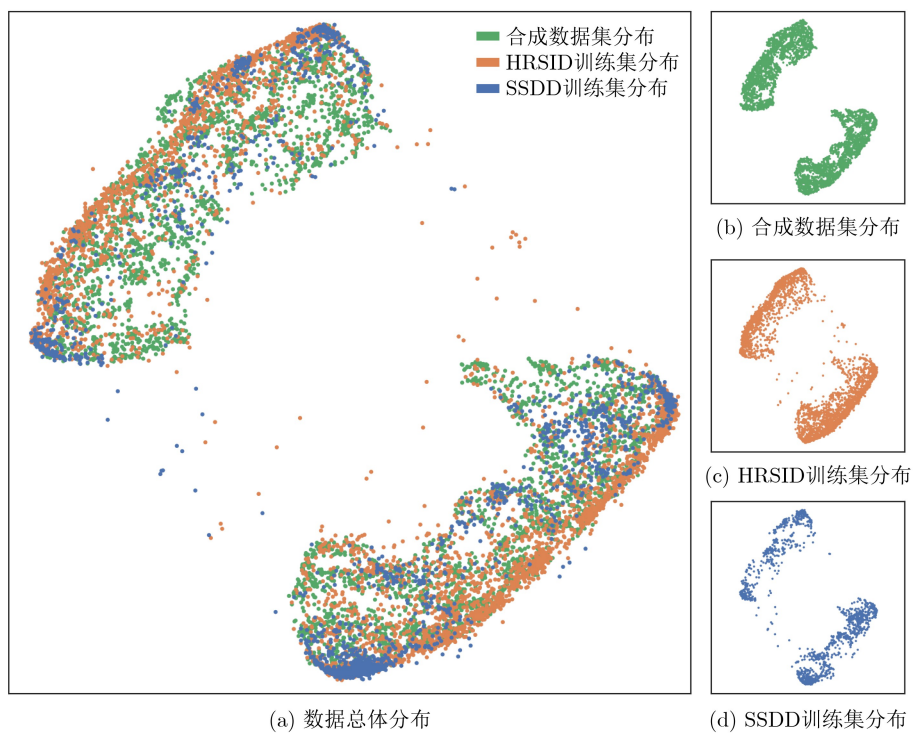 合成数据集分布
HRSID训练集分布
SSDD训练集分布
(a) 数据总体分布
(b) 合成数据集分布
(c) HRSID训练集分布
(d) SSDD训练集分布